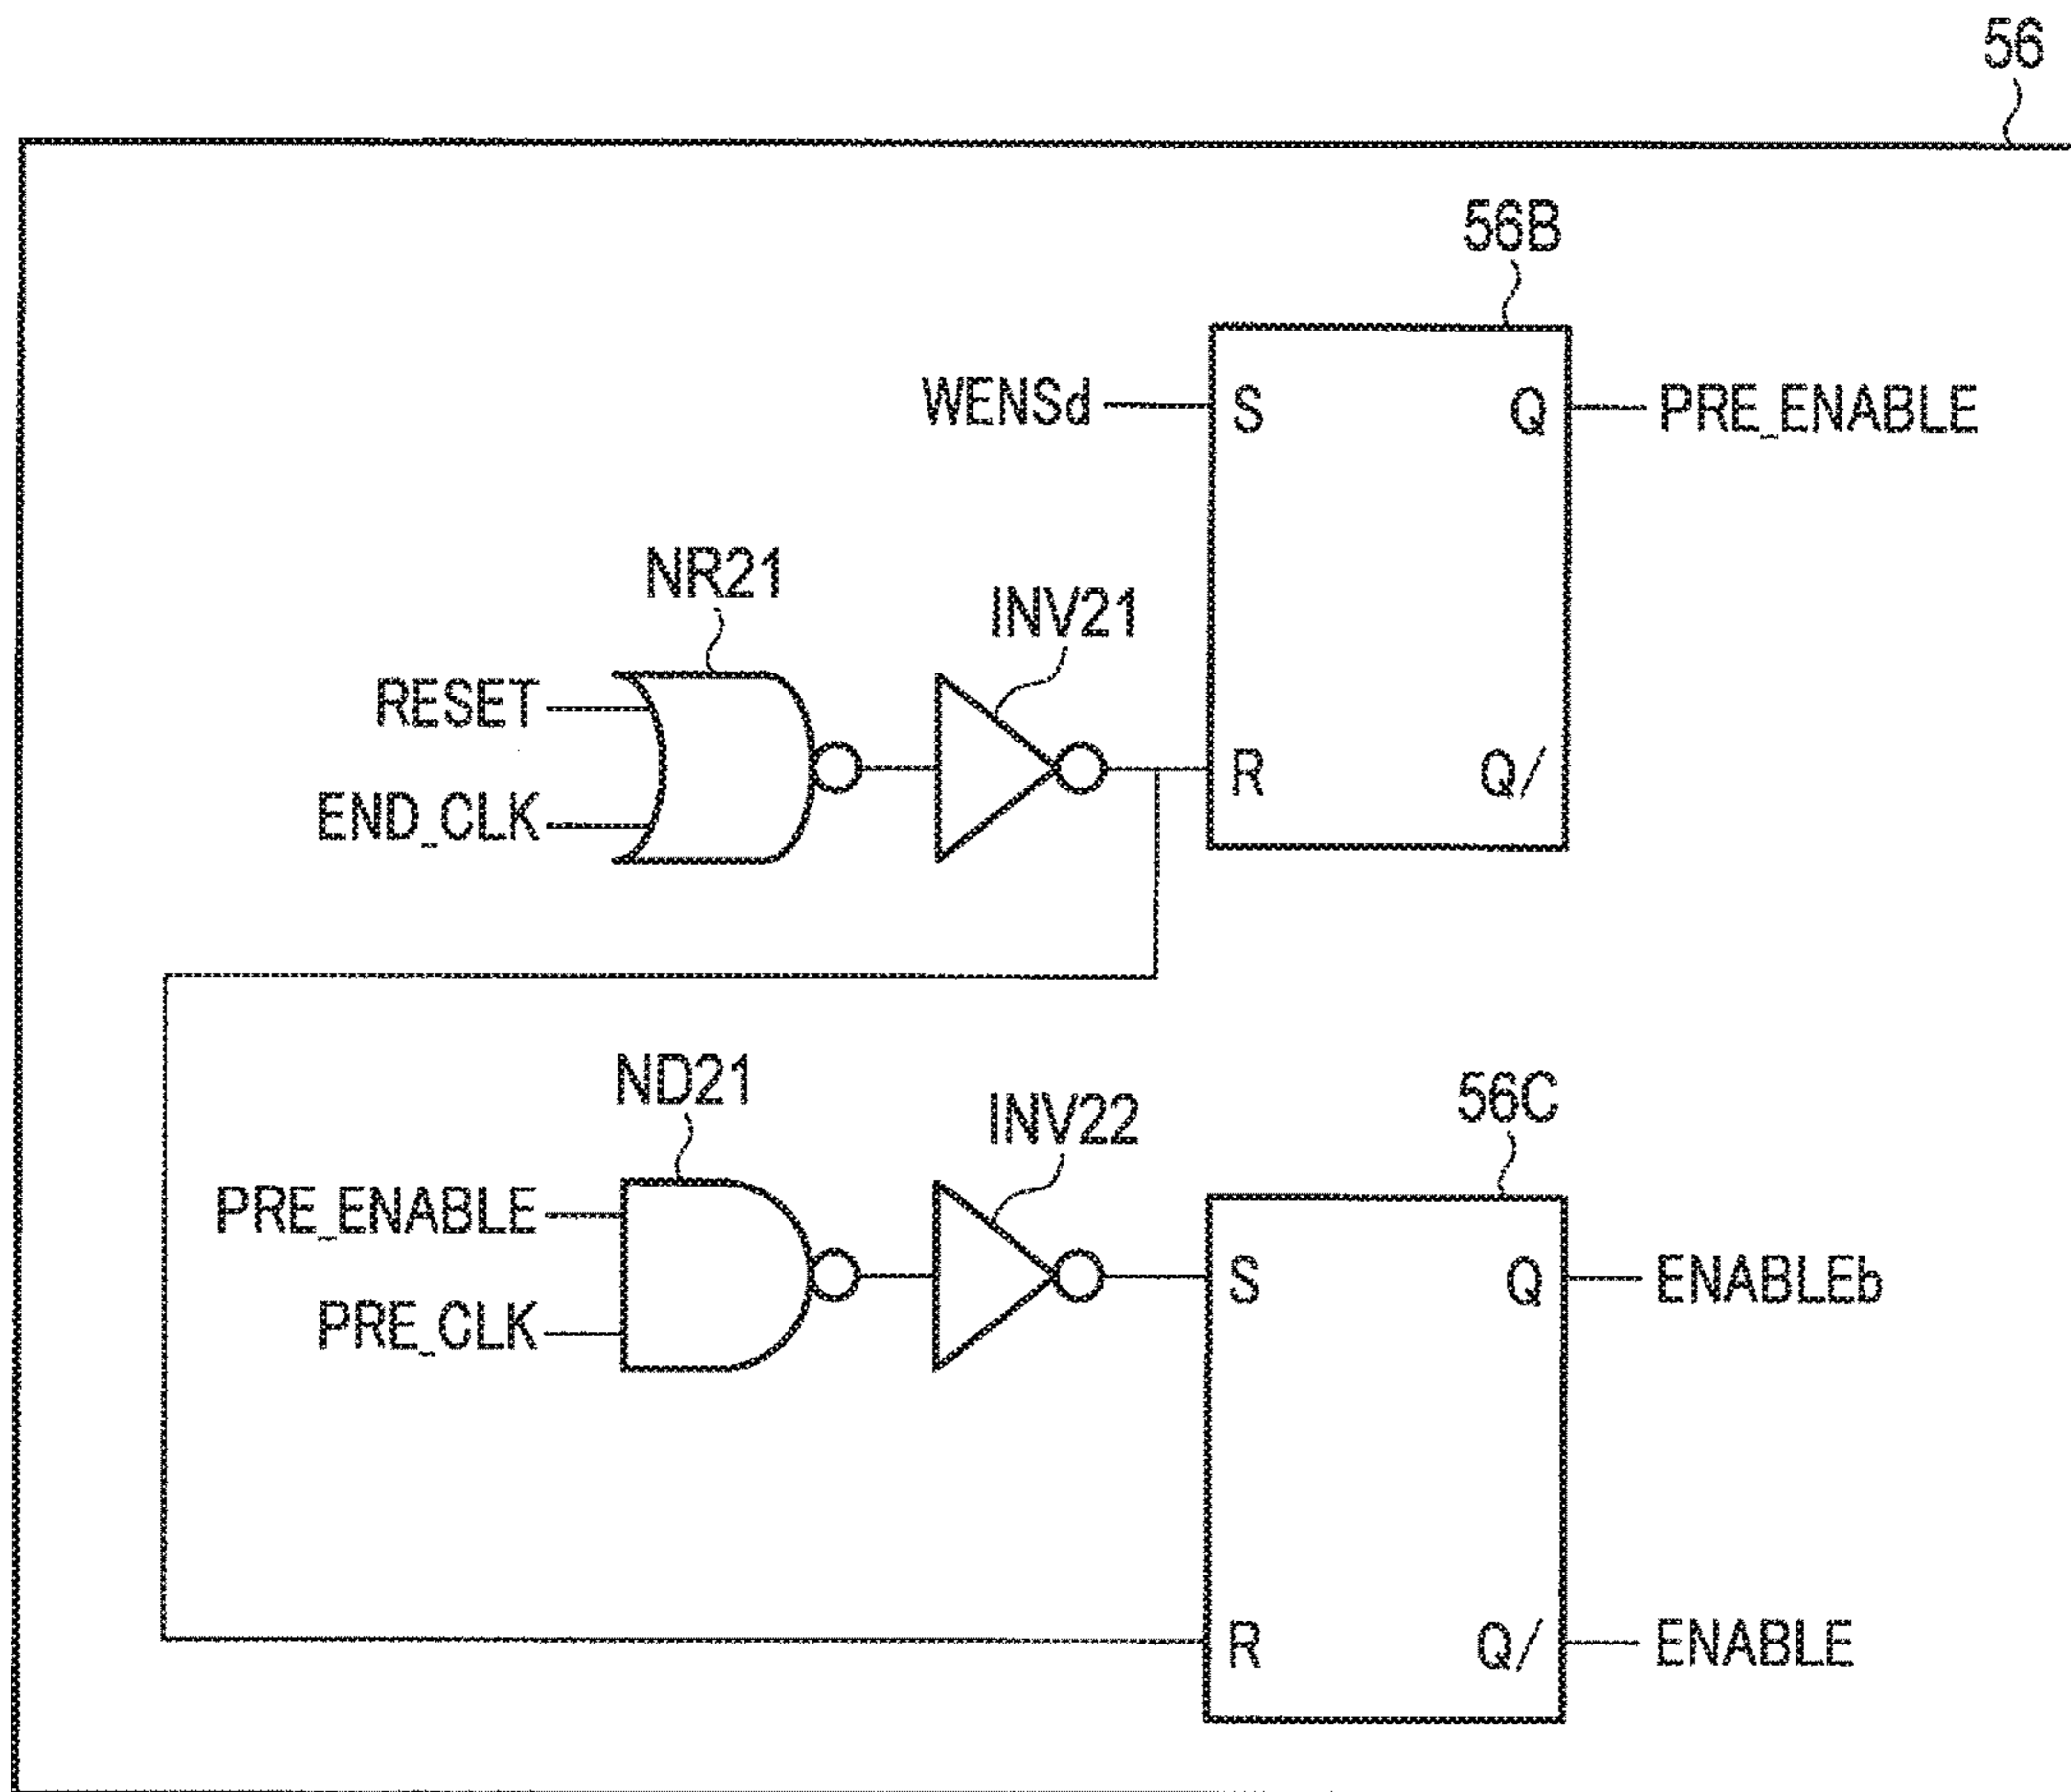 56
56B
WENSd
S
Q
PRE_ENABLE
NR21
INV21
RESET
END_CLK
R
Q/
ND21
INV22
56C
PRE_ENABLE
PRE_CLK
S
Q
ENABLEb
R
Q/
ENABLE